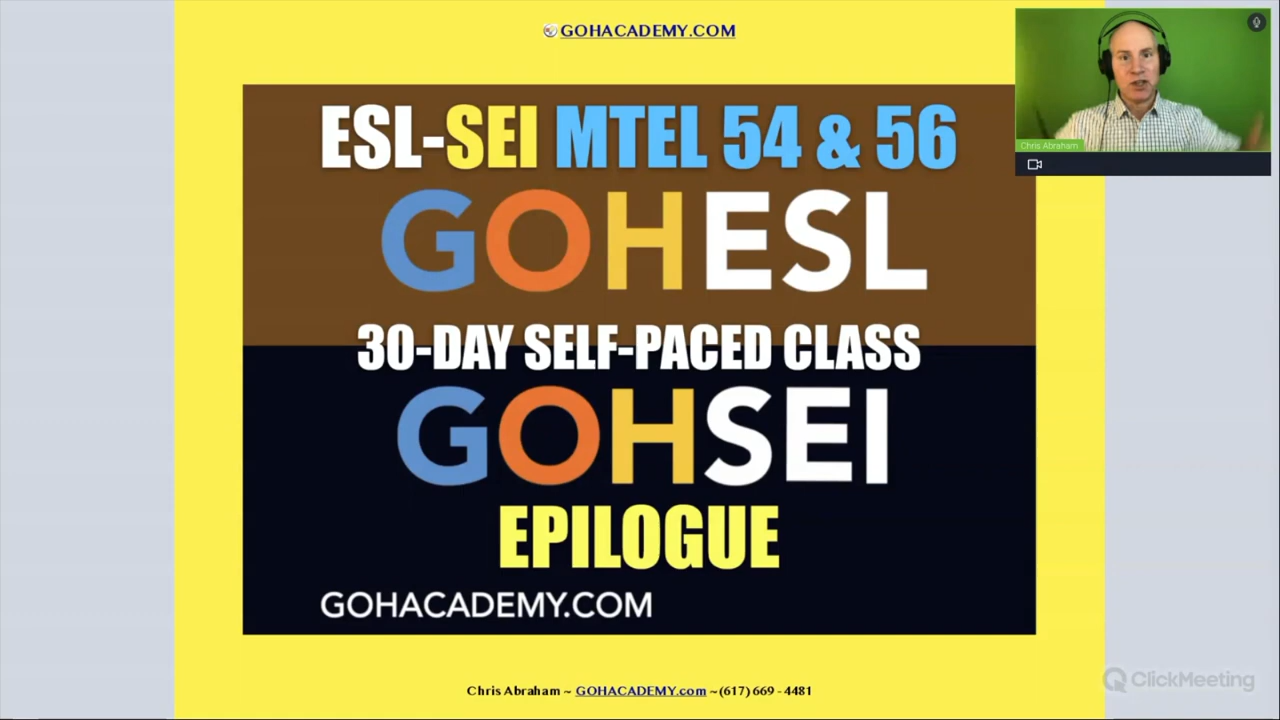 GOHACADEMY.COM
Chris Abraham
ESL-SEI MTEL 54 & 56
GOHESL
30-DAY SELF-PACED CLASS
GOHSEI
EPILOGUE
GOHACADEMY.COM
ClickMeeting
Chris Abraham ~ GOHACADEMY.com ~(617) 669 - 4481